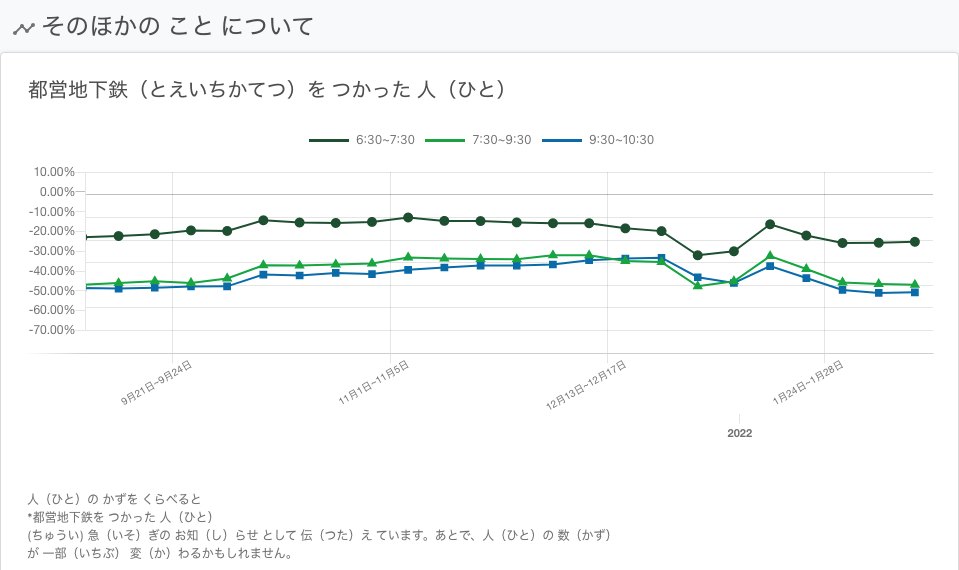 そのほかの こと について
都営地下鉄（とえいちかてつ）を つかった 人（ひと）
6:30~7:30 7:30~9:30 9:30~10:30
10.00%
0.00%
-10.00%
-20.00%
-30.00%
-40.00%
-50.00%
-60.00%
-70.00%
9月21日~9月24日 11月1日~11月5日 12月13日~12月17日 1月24日~1月28日
2022
人（ひと）の かずを くらべると
*都営地下鉄を つかった 人（ひと）
(ちゅうい) 急（いそ）ぎの お知（し）らせ として 伝（つた）え ています。あとで、人（ひと）の 数（かず）
が 一部（いちぶ） 変（か）わるかもしれません。